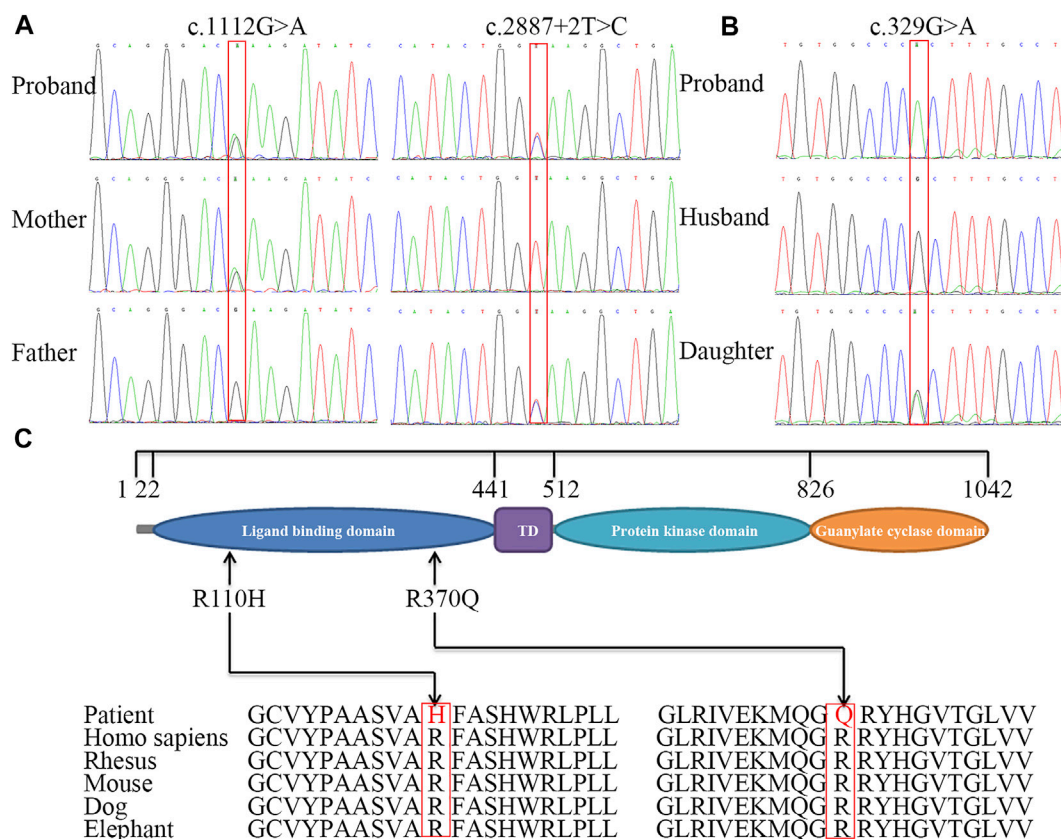 A c.1112G>A c.2887+2T>C B c.329G>A
G C A G G G A C A A G A T A T C C A T A C T G G A A G G C T G A T G T G G C C C C T T T G C C T
Proband Proband
G C A G G G A C A A G A T A T C C A T A C T G G T A A G G C T G A T G T G G C C C G C T T T G C C T
Mother Husband
G C A G G G A C G A A G A T A T C C A T A C T G G A A G G C T G A T G T G G C C C C T T T G C C T
Father Daughter
C
1 22 441 512 826 1042
Ligand binding domain TD Protein kinase domain Guanylate cyclase domain
R110H R370Q
Patient GCVYPAASVA H FASHWRLPLL GLRIVEKMQG Q RYHGVTGLVV
Homo sapiens GCVYPAASVA R FASHWRLPLL GLRIVEKMQG R RYHGVTGLVV
Rhesus GCVYPAASVA R FASHWRLPLL GLRIVEKMQG R RYHGVTGLVV
Mouse GCVYPAASVA R FASHWRLPLL GLRIVEKMQG R RYHGVTGLVV
Dog GCVYPAASVA R FASHWRLPLL GLRIVEKMQG R RYHGVTGLVV
Elephant GCVYPAASVA R FASHWRLPLL GLRIVEKMQG R RYHGVTGLVV